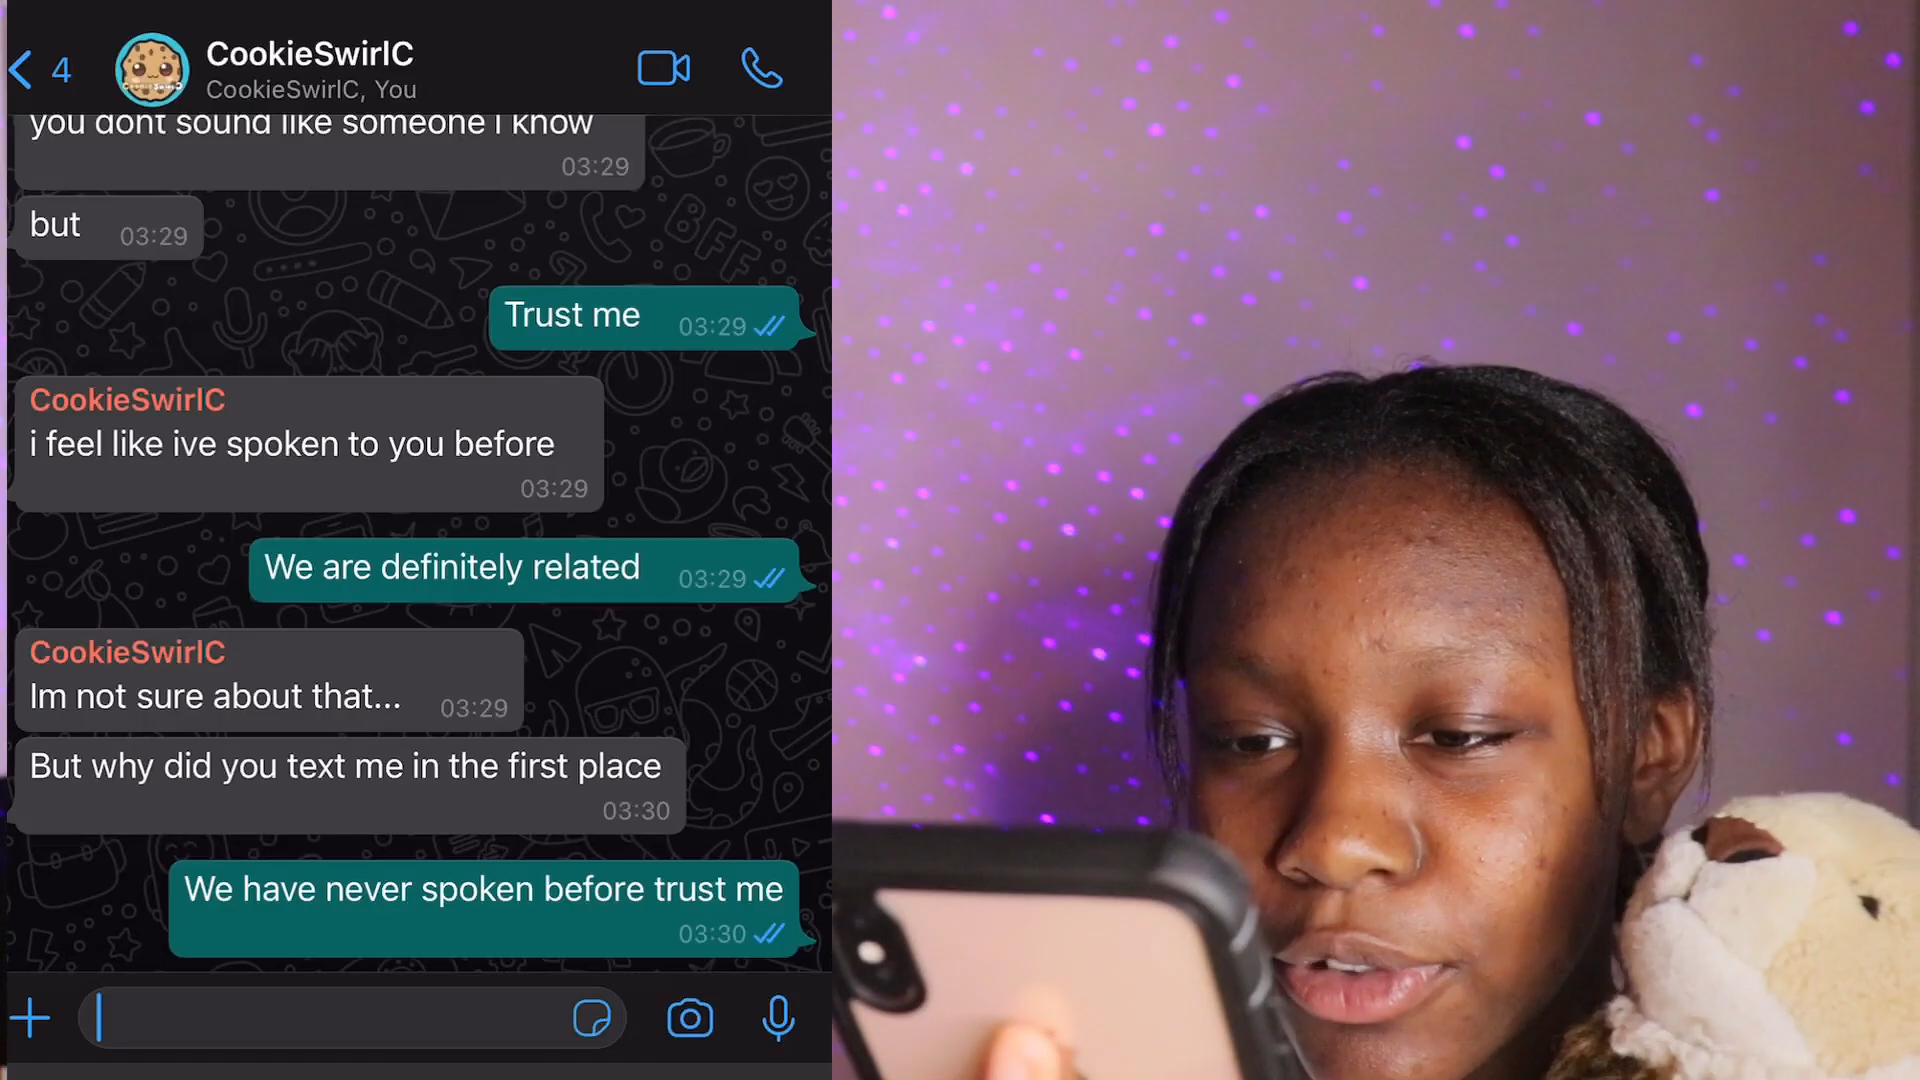 4
CookieSwirlC
CookieSwirlC, You
you dont sound like someone i know
03:29
but 03:29
Trust me 03:29
CookieSwirlC
i feel like ive spoken to you before
03:29
We are definitely related 03:29
CookieSwirlC
Im not sure about that... 03:29
But why did you text me in the first place
03:30
We have never spoken before trust me
03:30
BFF